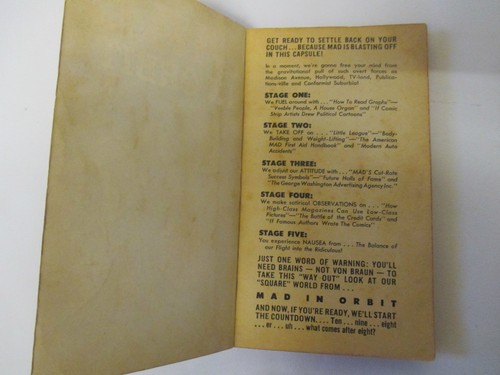 GET READY TO SETTLE BACK ON YOUR
COUCH . . . BECAUSE MAD IS BLASTING OFF
IN THIS CAPSULE!
In a moment, we're gonna free your mind from
the gravitational pull of such overt forces as
Madison Avenue, Hollywood, TV-land, Publica-
tions-ville and Conformist Suburbia!
STAGE ONE:
We FUEL around with . . . "How To Read Graphs"—
"Veeble People, A House Organ" and "If Comic
Strip Artists Drew Political Cartoons"
STAGE TWO:
We TAKE OFF on . . . "Little League"—"Body-
Building and Weight-Lifting"—"The American
MAD First Aid Handbook" and "Modern Auto
Accidents"
STAGE THREE:
We adjust our ATTITUDE with . . . "MAD'S Cut-Rate
Success Symbols"—"Future Halls of Fame" and
"The George Washington Advertising Agency Inc."
STAGE FOUR:
We make satirical OBSERVATIONS on . . . "How
High-Class Magazines Can Use Low-Class
Pictures"—"The Battle of the Credit Cards" and
"If Famous Authors Wrote The Comics"
STAGE FIVE:
You experience NAUSEA from . . . The Balance of
our Flight into the Ridiculous!
JUST ONE WORD OF WARNING: YOU'LL
NEED BRAINS — NOT VON BRAUN — TO
TAKE THIS "WAY OUT" LOOK AT OUR
"SQUARE" WORLD FROM . . .
MAD IN ORBIT
AND NOW, IF YOU'RE READY, WE'LL START
THE COUNTDOWN. . . . Ten . . . nine . . . eight
. . . er . . . uh . . . what comes after eight?